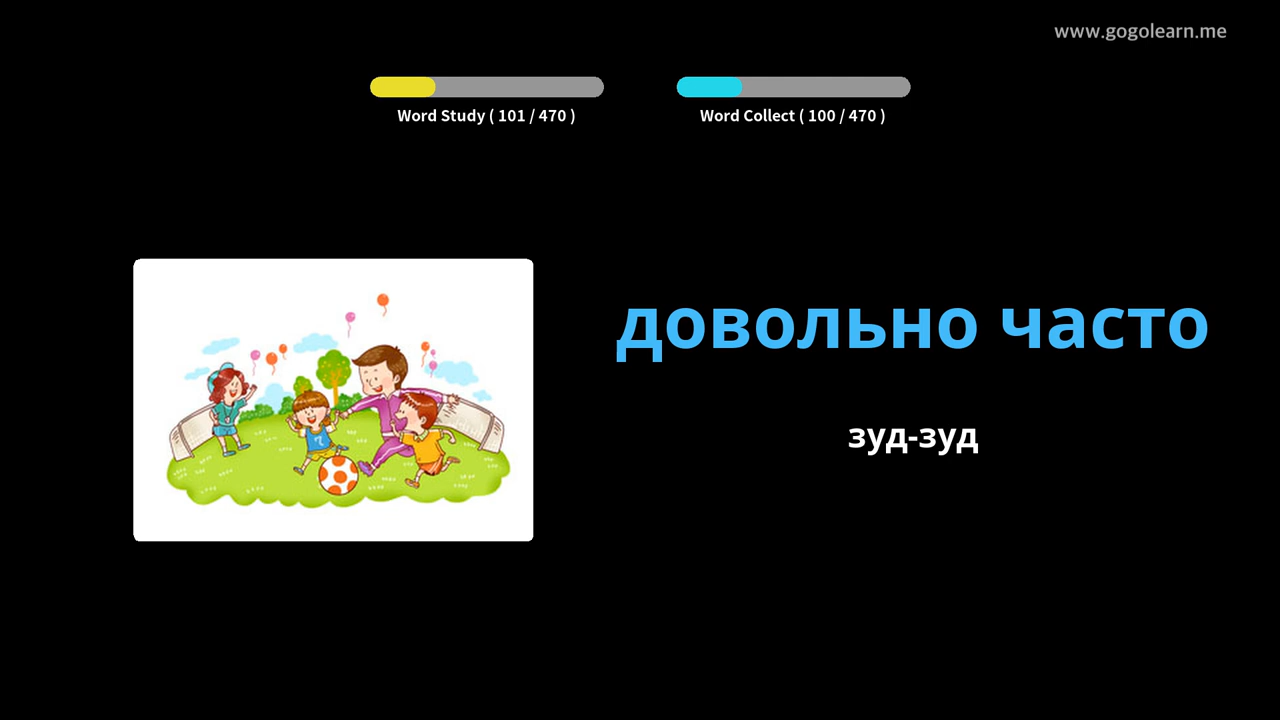 www.gogolearn.me
Word Study ( 101 / 470 )
Word Collect ( 100 / 470 )
довольно часто
зуд-зуд